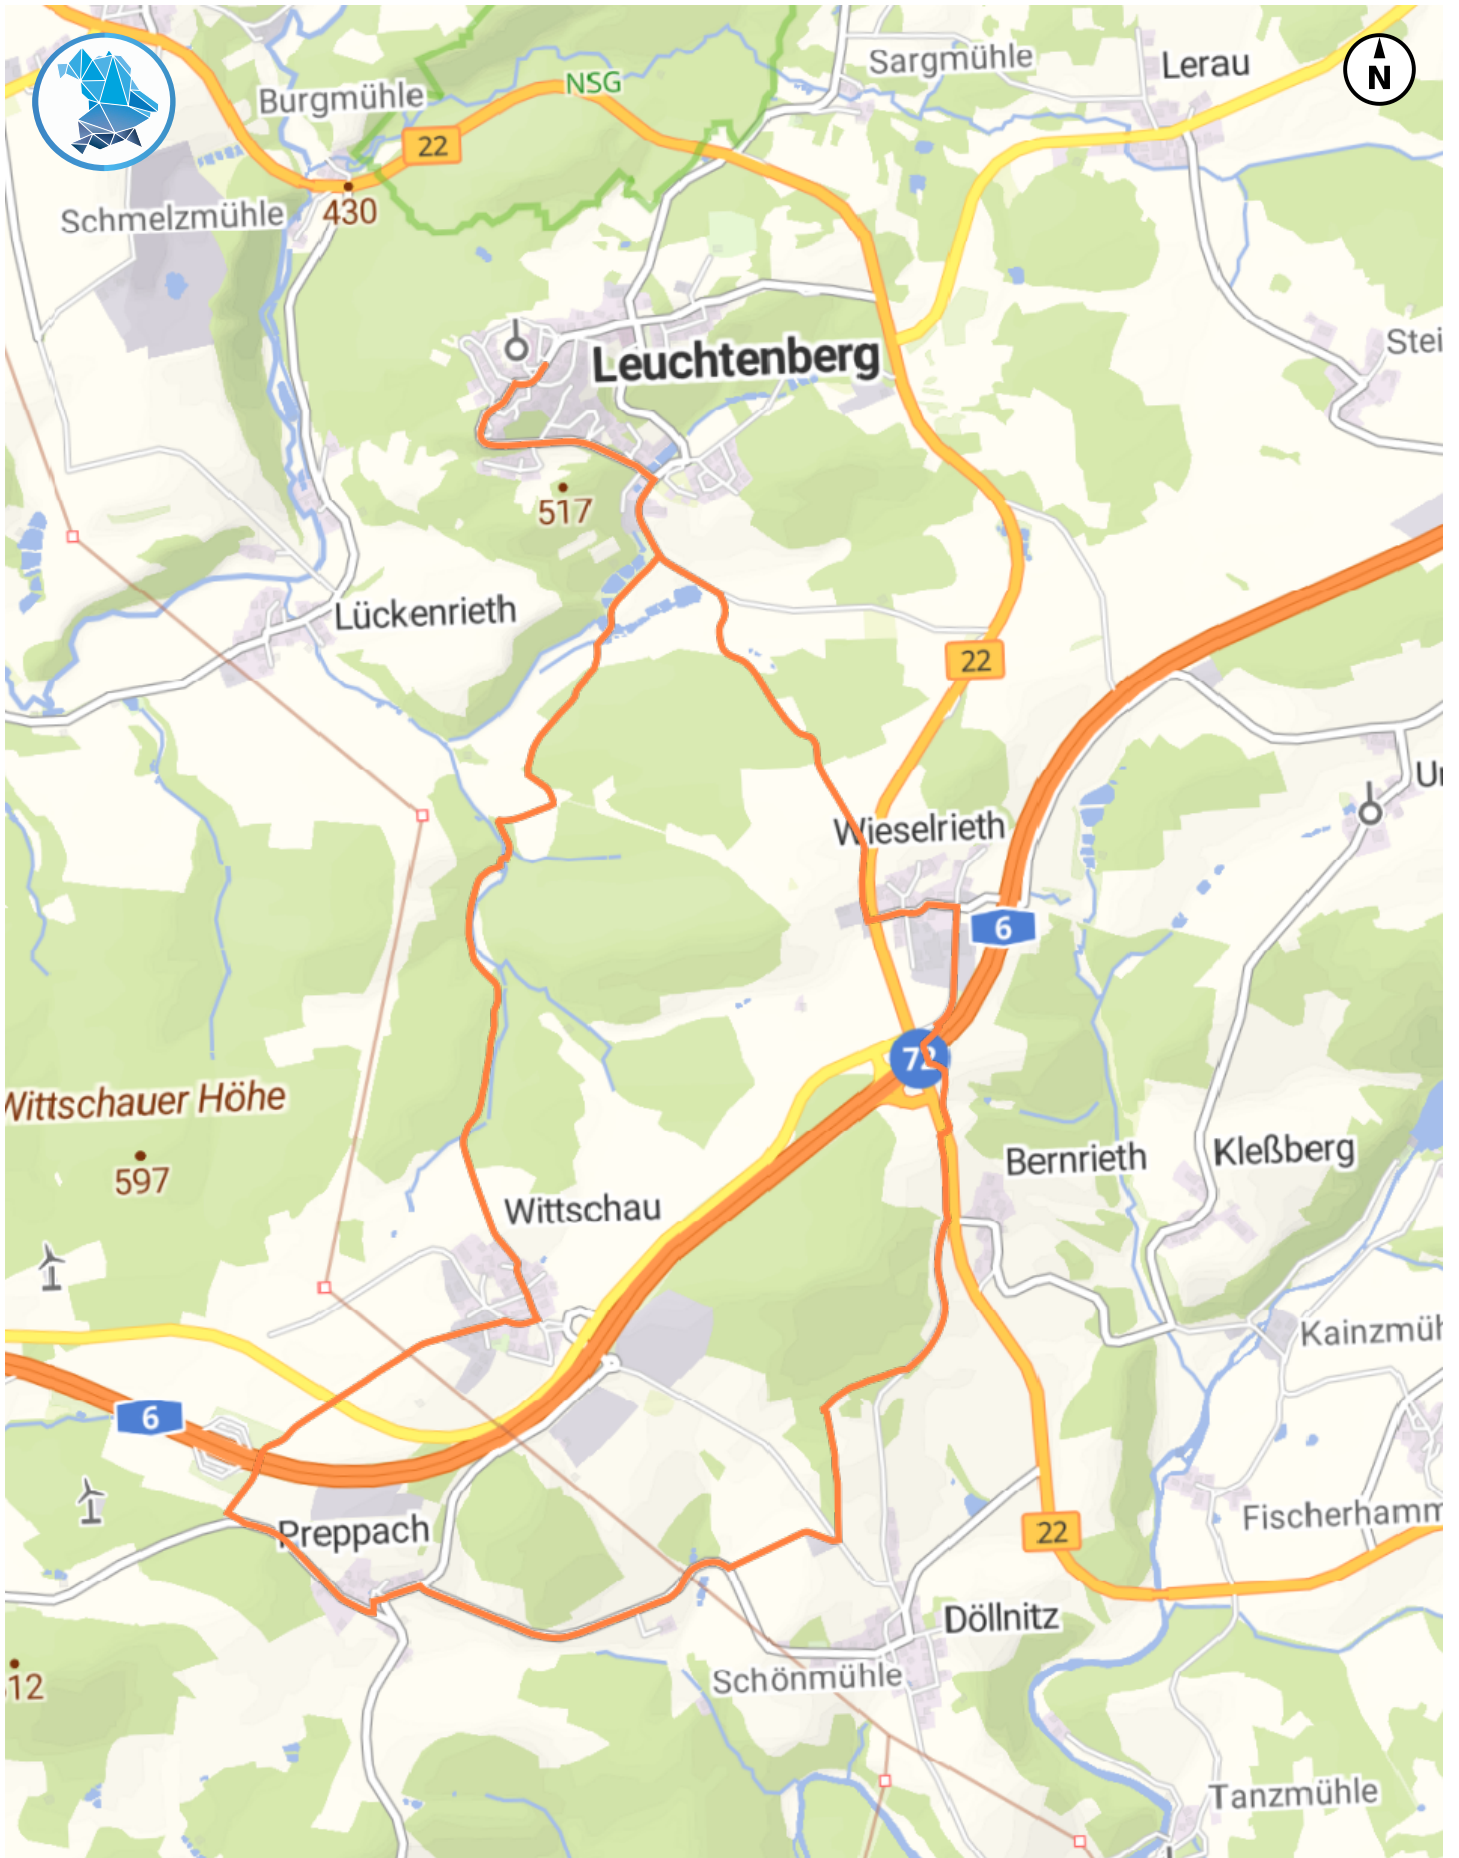 Sargmühle
Lerau
N
NSG
Burgmühle
22
Schmelzmühle
430
Stei
Leuchtenberg
517
Lückenrieth
22
Ur
Wieselrieth
6
72
Wittschauer Höhe
597
Bernrieth
Kleßberg
Wittschau
Kainzmüh
6
Preppach
22
Fischerhamm
Döllnitz
12
Schönmühle
Tanzmühle